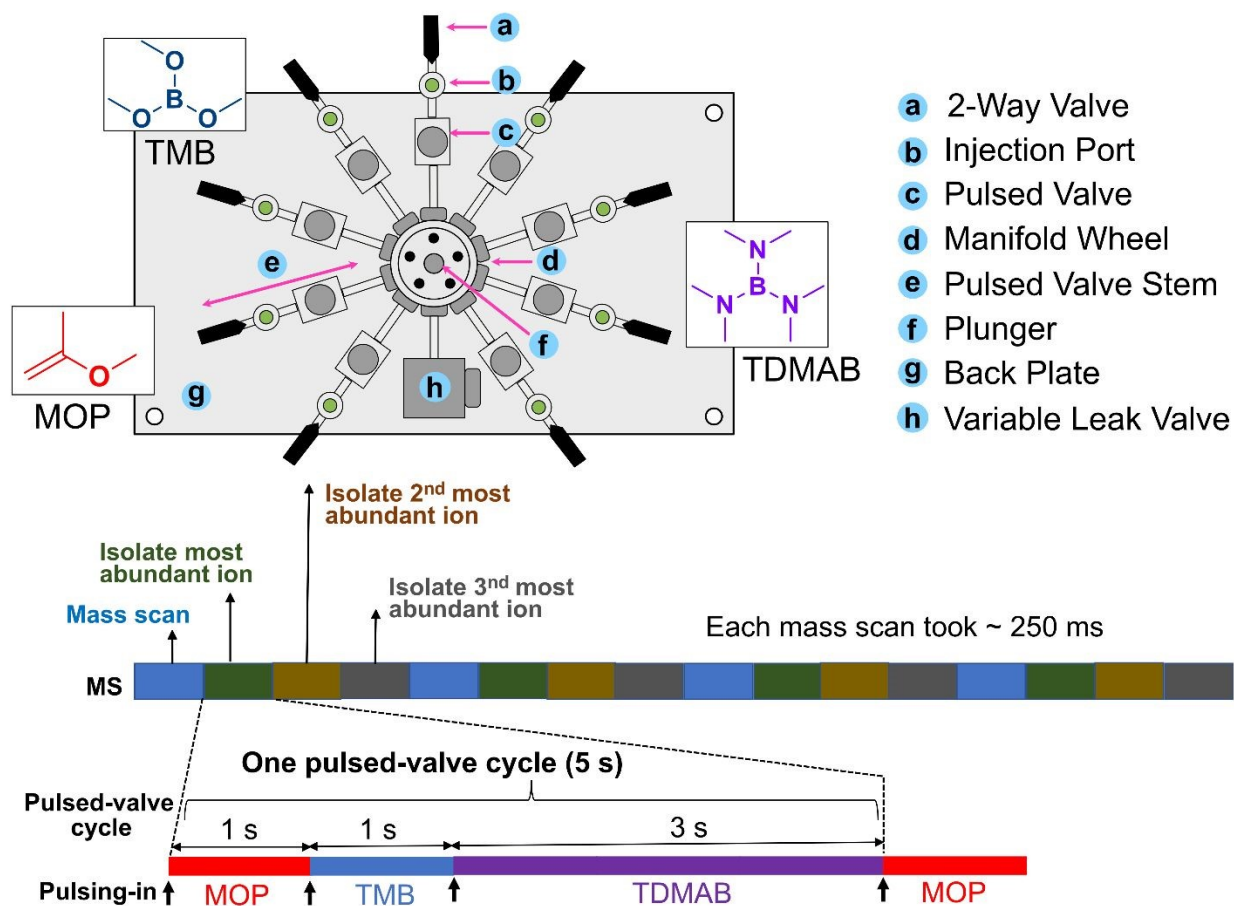 a
b
c
d
e
f
g
h
O
O
B
O
TMB
N
B
N
N
TDMAB
O
MOP
a 2-Way Valve
b Injection Port
c Pulsed Valve
d Manifold Wheel
e Pulsed Valve Stem
f Plunger
g Back Plate
h Variable Leak Valve
Isolate 2nd most
abundant ion
Isolate most
abundant ion
Isolate 3nd most
abundant ion
Mass scan
Each mass scan took ~ 250 ms
MS
One pulsed-valve cycle (5 s)
Pulsed-valve
cycle
1 s
1 s
3 s
Pulsing-in
MOP
TMB
TDMAB
MOP